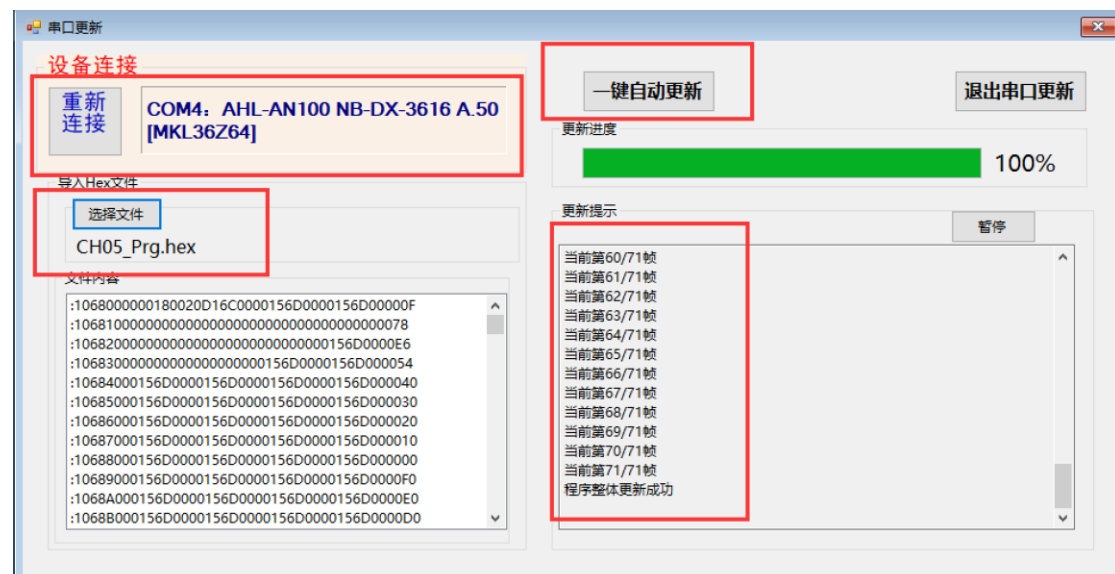 串口更新
设备连接
重新
连接
COM4：AHL-AN100 NB-DX-3616 A.50
[MKL36Z64]
导入Hex文件
选择文件
CH05_Prg.hex
文件内容
:1068000000180020D16C0000156D0000156D00000F
:10681000000000000000000000000000000000000078
:10682000000000000000000000000000156D0000E6
:106830000000000000000000156D0000156D000054
:10684000156D0000156D0000156D0000156D000040
:10685000156D0000156D0000156D0000156D000030
:10686000156D0000156D0000156D0000156D000020
:10687000156D0000156D0000156D0000156D000010
:10688000156D0000156D0000156D0000156D000000
:10689000156D0000156D0000156D0000156D0000F0
:1068A000156D0000156D0000156D0000156D0000E0
:1068B000156D0000156D0000156D0000156D0000D0
一键自动更新
退出串口更新
更新进度
100%
更新提示
暂停
当前第60/71帧
当前第61/71帧
当前第62/71帧
当前第63/71帧
当前第64/71帧
当前第65/71帧
当前第66/71帧
当前第67/71帧
当前第68/71帧
当前第69/71帧
当前第70/71帧
当前第71/71帧
程序整体更新成功